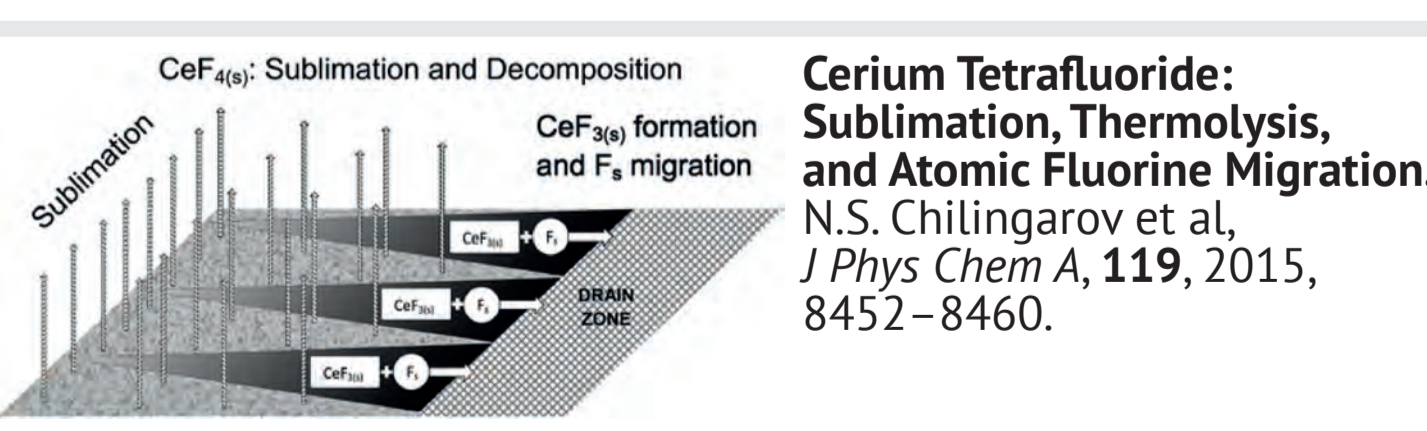 CeF4(s): Sublimation and Decomposition
Sublimation
CeF3(s) formation
and Fs migration
CeF3(s) + Fs
CeF3(s) + Fs
CeF3(s) + Fs
DRAIN
ZONE
Cerium Tetrafluoride:
Sublimation, Thermolysis,
and Atomic Fluorine Migration.
N.S. Chilingarov et al,
J Phys Chem A, 119, 2015,
8452–8460.